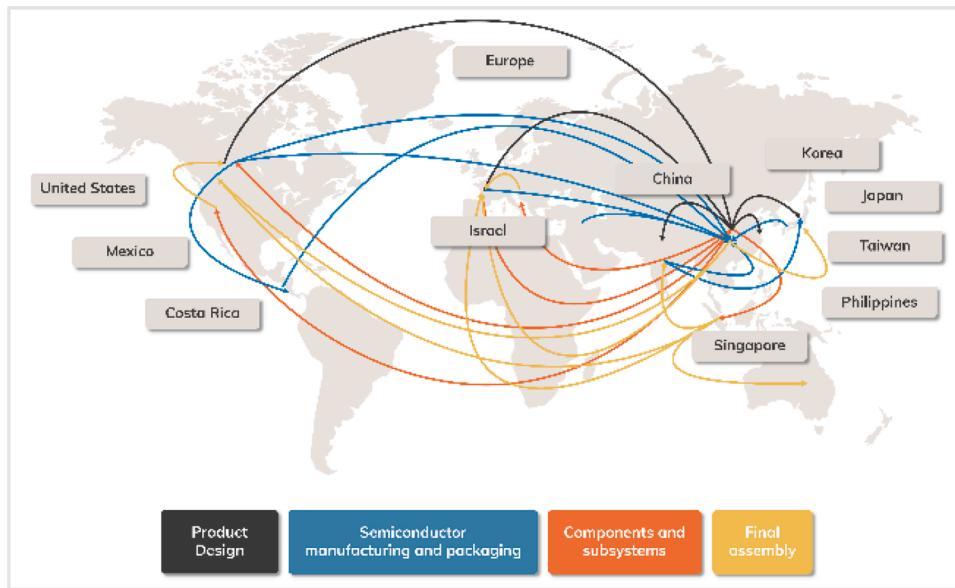 Europe
Korea
China
United States
Japan
Israel
Mexico
Taiwan
Costa Rica
Philippines
Singapore
Product
Design
Semiconductor
manufacturing and packaging
Components and
subsystems
Final
assembly